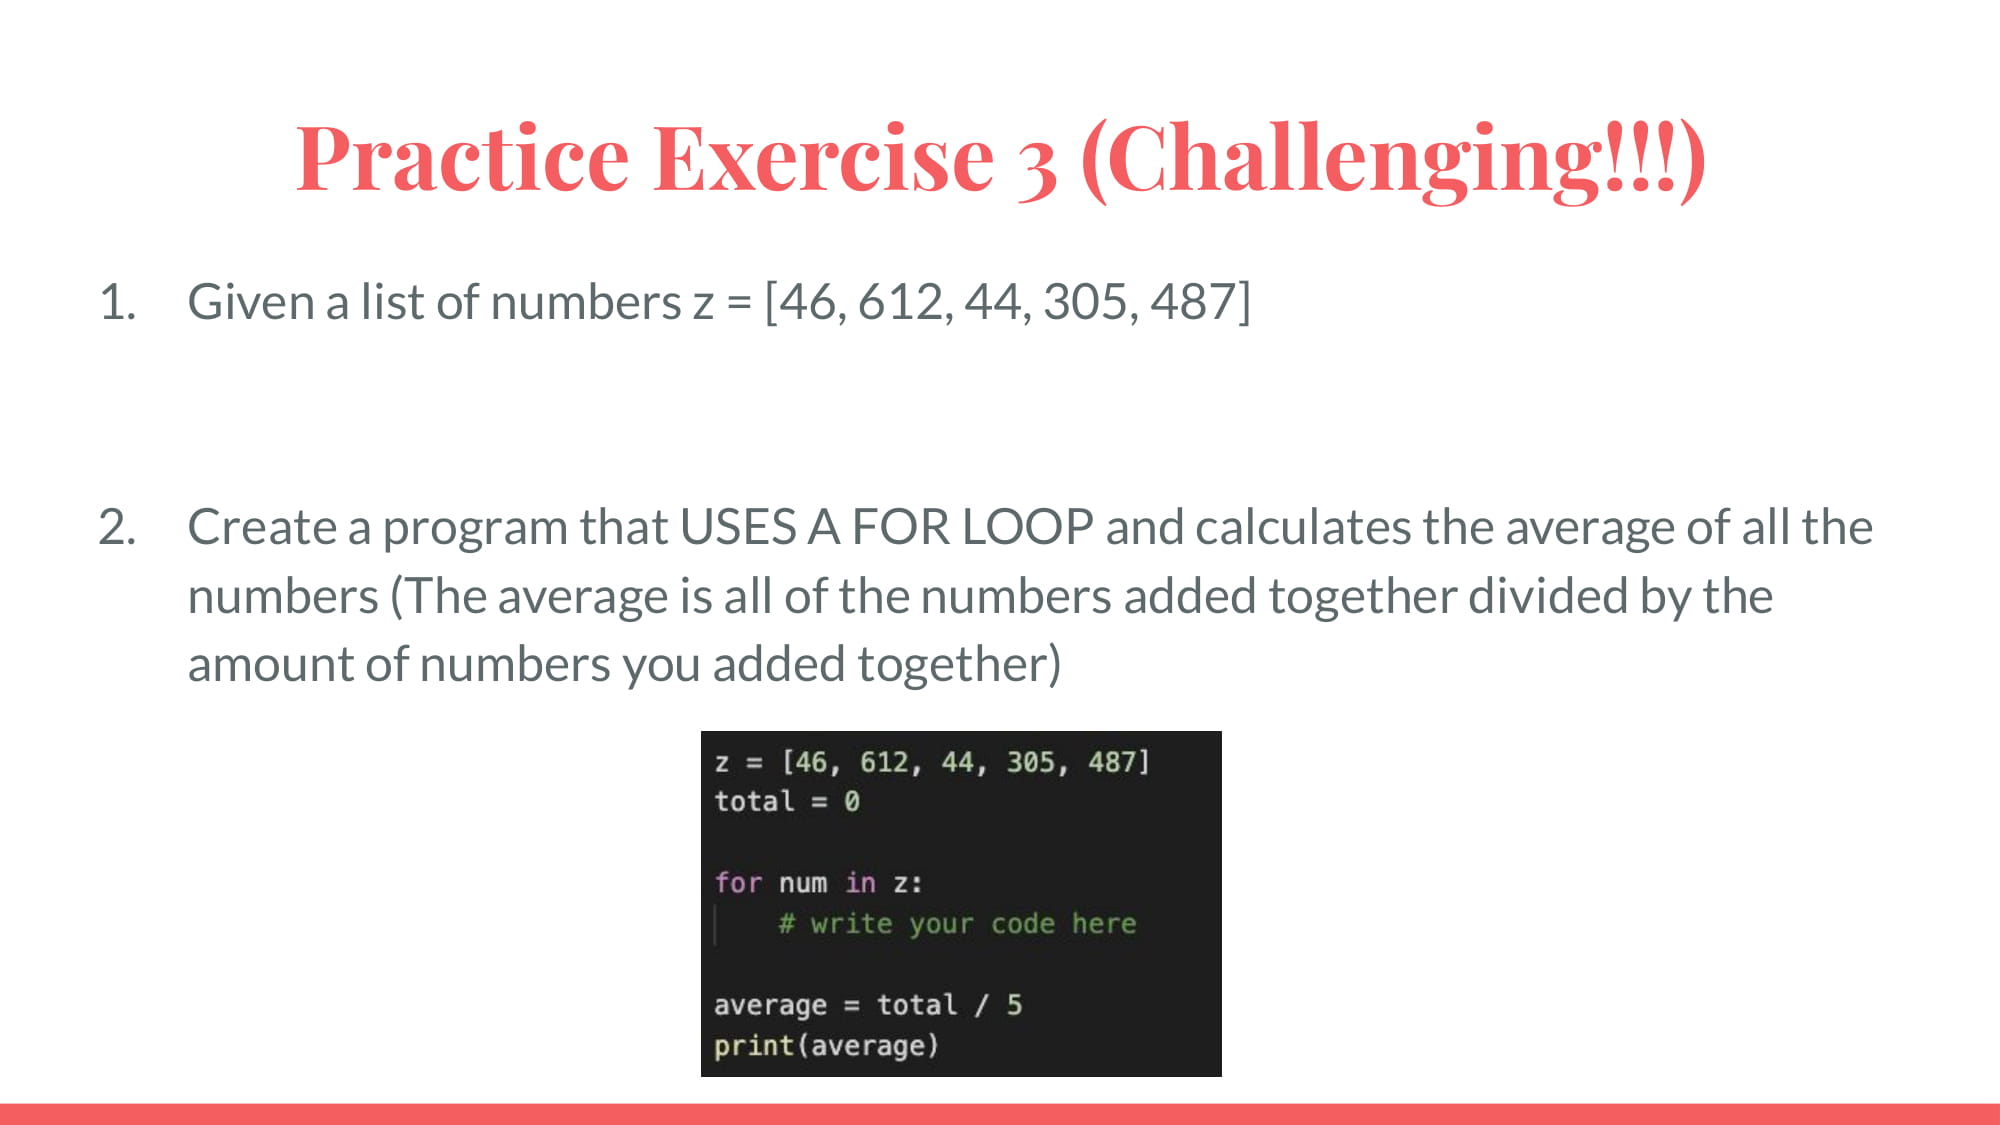 Practice Exercise 3 (Challenging!!!)
1. Given a list of numbers z = [46, 612, 44, 305, 487]
2. Create a program that USES A FOR LOOP and calculates the average of all the
numbers (The average is all of the numbers added together divided by the
amount of numbers you added together)
z = [46, 612, 44, 305, 487]
total = 0
for num in z:
    # write your code here
average = total / 5
print(average)